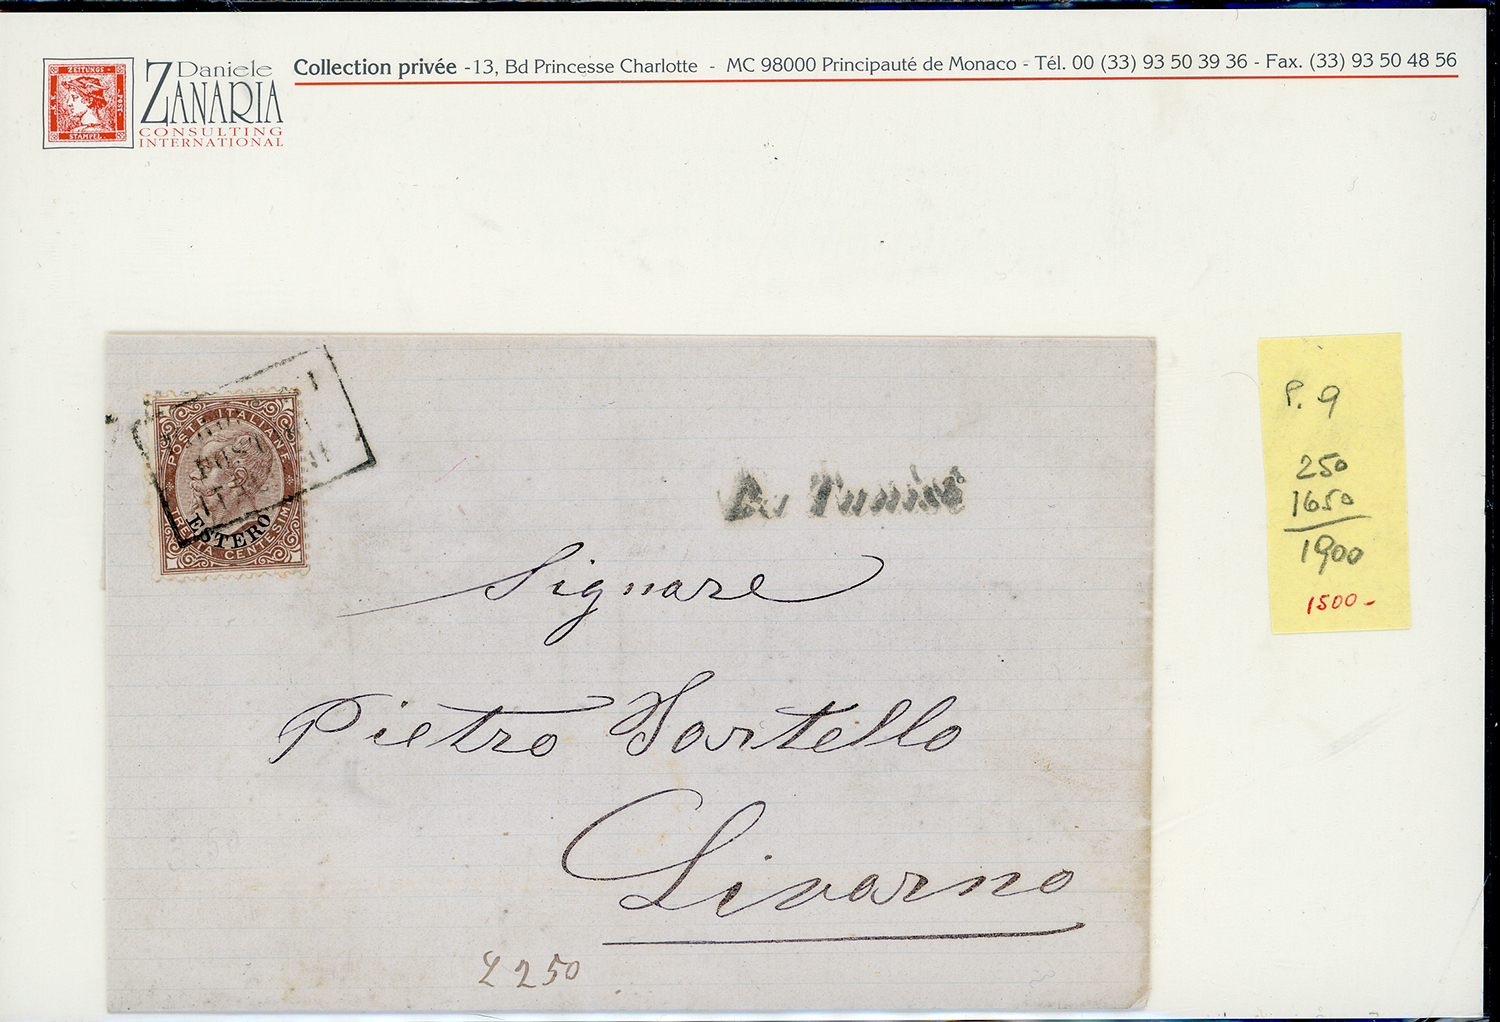 ZEITUNGS
K. K.
POST
STAMPEL
Daniele
ZANARIA
CONSULTING
INTERNATIONAL
Collection privée - 13, Bd Princesse Charlotte - MC 98000 Principauté de Monaco - Tél. 00 (33) 93 50 39 36 - Fax. (33) 93 50 48 56
POSTE ITALIANE
ESTERO
TRENTA CENTESIMI
Da Tunisi
Signore
Pietro Tortello
Livorno
£ 250
P. 9
250
1650
1900
1500-